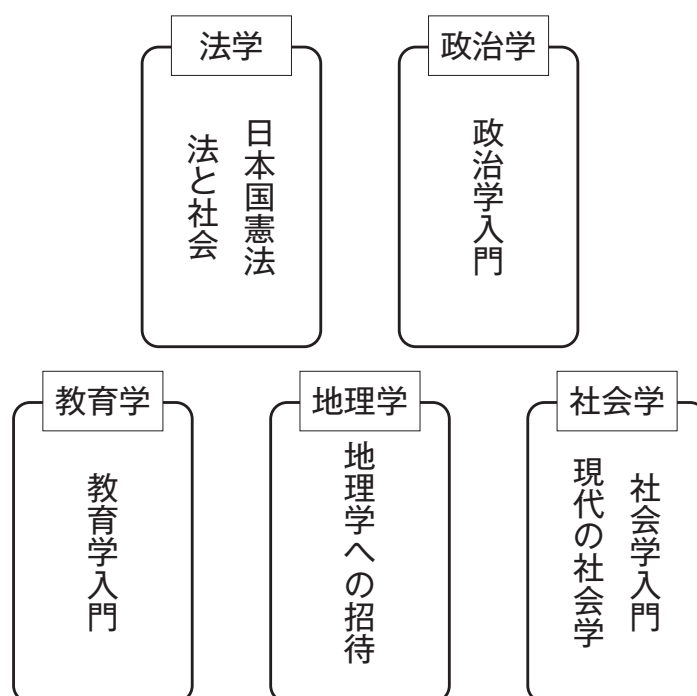 法学
日本国憲法
法と社会
政治学
政治学入門
教育学
教育学入門
地理学
地理学への招待
社会学
社会学入門
現代の社会学